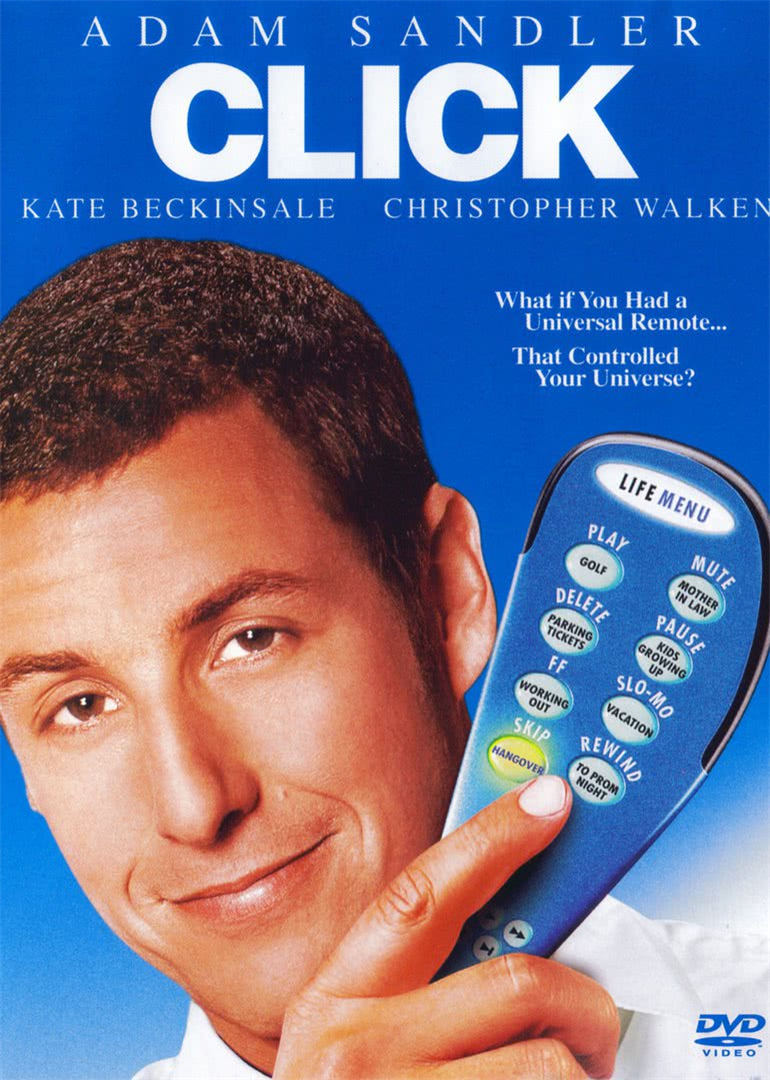 ADAM SANDLER
CLICK
KATE BECKINSALE CHRISTOPHER WALKEN
What if You Had a
Universal Remote...
That Controlled
Your Universe?
LIFE MENU
PLAY
GOLF
MUTE
MOTHER
IN LAW
DELETE
PARKING
TICKETS
PAUSE
KIDS
GROWING
UP
FF
WORKING
OUT
SLO-MO
VACATION
SKIP
HANGOVER
REWIND
TO PROM
NIGHT
DVD
VIDEO